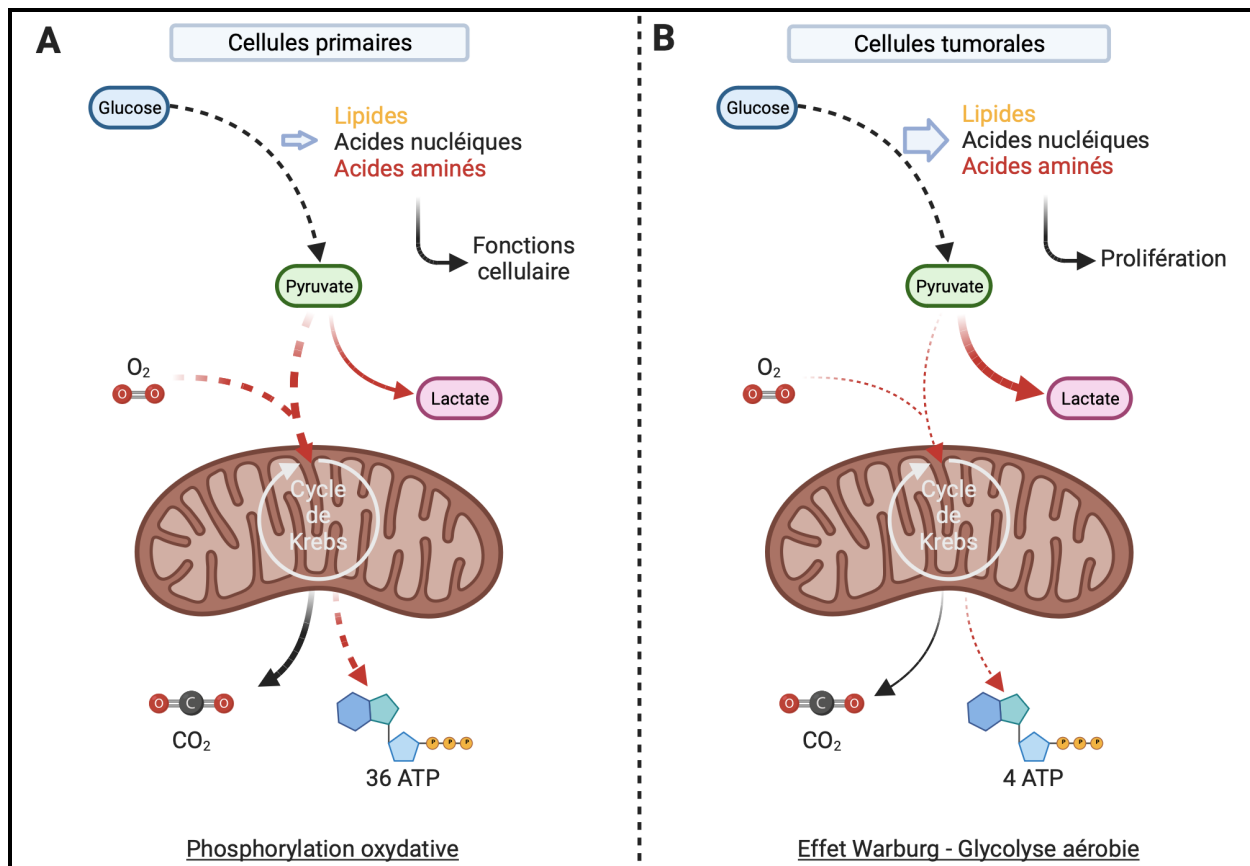 A
Cellules primaires
Glucose
Lipides
Acides nucléiques
Acides aminés
Fonctions
cellulaire
Pyruvate
O₂
O O
Lactate
Cycle
de
Krebs
O C O
CO₂
P P P
36 ATP
Phosphorylation oxydative
B
Cellules tumorales
Glucose
Lipides
Acides nucléiques
Acides aminés
Prolifération
Pyruvate
O₂
O O
Lactate
Cycle
de
Krebs
O C O
CO₂
P P P
4 ATP
Effet Warburg - Glycolyse aérobie